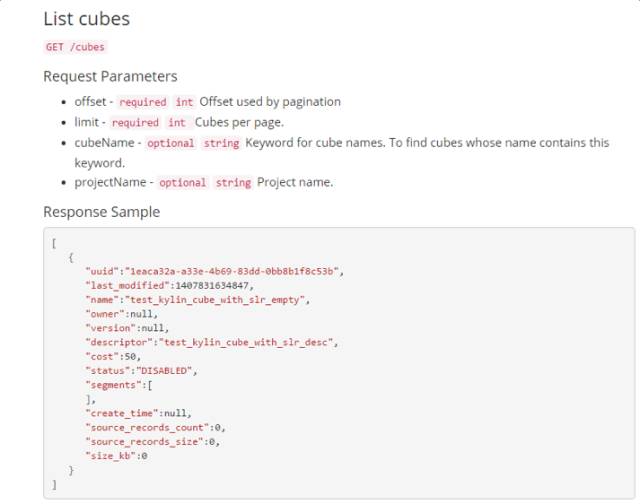 List cubes
GET /cubes
Request Parameters
• offset - required int Offset used by pagination
• limit - required int Cubes per page.
• cubeName - optional string Keyword for cube names. To find cubes whose name contains this
keyword.
• projectName - optional string Project name.
Response Sample
[
{
"uuid":"1eaca32a-a33e-4b69-83dd-0bb8b1f8c53b",
"last_modified":1407831634847,
"name":"test_kylin_cube_with_slr_empty",
"owner":null,
"version":null,
"descriptor":"test_kylin_cube_with_slr_desc",
"cost":50,
"status":"DISABLED",
"segments":[
],
"create_time":null,
"source_records_count":0,
"source_records_size":0,
"size_kb":0
}
]